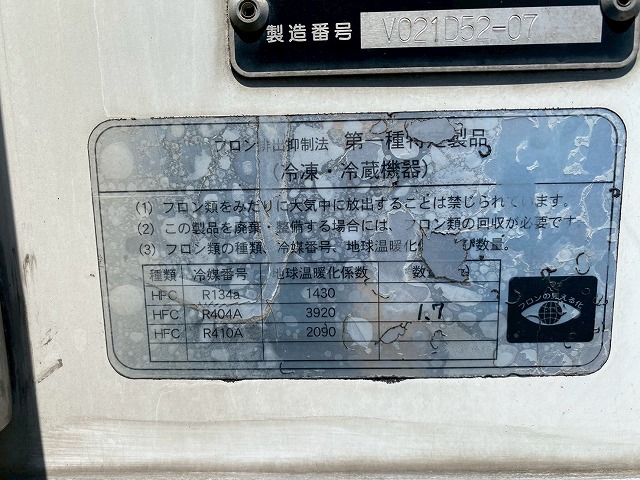 製造番号 V021D52-07
フロン排出抑制法 第一種特定製品
(冷凍・冷蔵機器)
(1) フロン類をみだりに大気中に放出することは禁じられています。
(2) この製品を廃棄・整備する場合には、フロン類の回収が必要です。
(3) フロン類の種類、冷媒番号、地球温暖化 び数量。
種類 冷媒番号 地球温暖化係数 数量
HFC R134a 1430
HFC R404A 3920 1.7
HFC R410A 2090
フロンの見える化